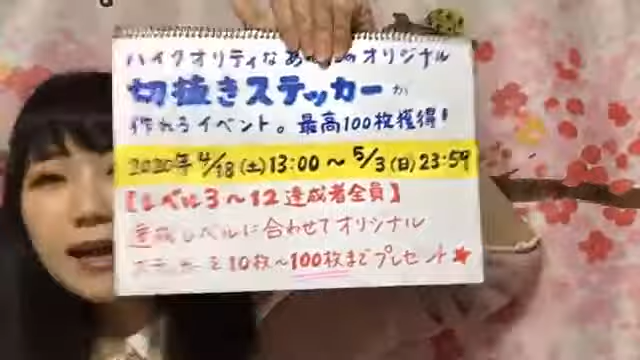 ハイクオリティなあなたのオリジナル
切抜きステッカーが
作れるイベント。最高100枚獲得!
2020年4/18(土)13:00~5/3(日)23:59
【レベル3~12達成者全員】
達成レベルに合わせてオリジナル
ステッカーを10枚~100枚までプレゼント★